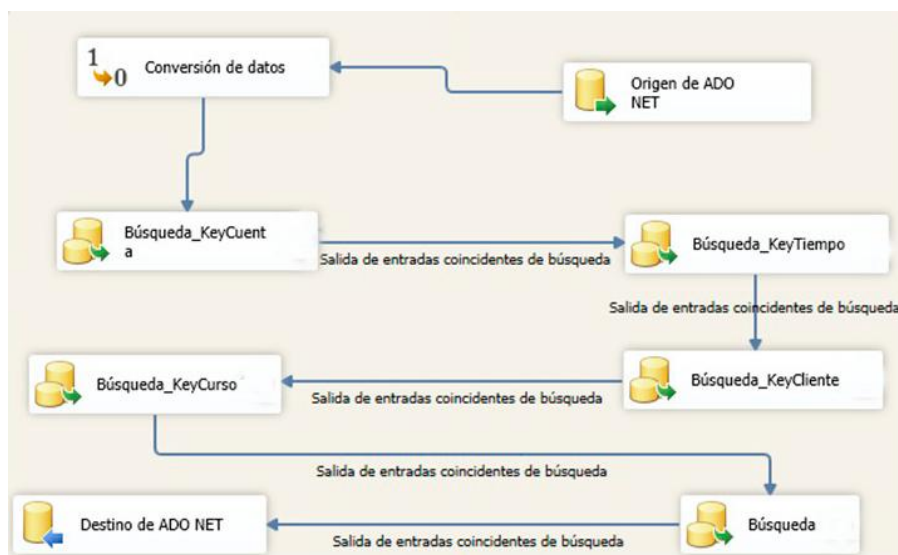 1
0
Conversión de datos
Origen de ADO
NET
Búsqueda_KeyCuent
a
Salida de entradas coincidentes de búsqueda
Búsqueda_KeyTiempo
Salida de entradas coincidentes de búsqueda
Búsqueda_KeyCliente
Salida de entradas coincidentes de búsqueda
Búsqueda_KeyCurso
Salida de entradas coincidentes de búsqueda
Búsqueda
Salida de entradas coincidentes de búsqueda
Destino de ADO NET